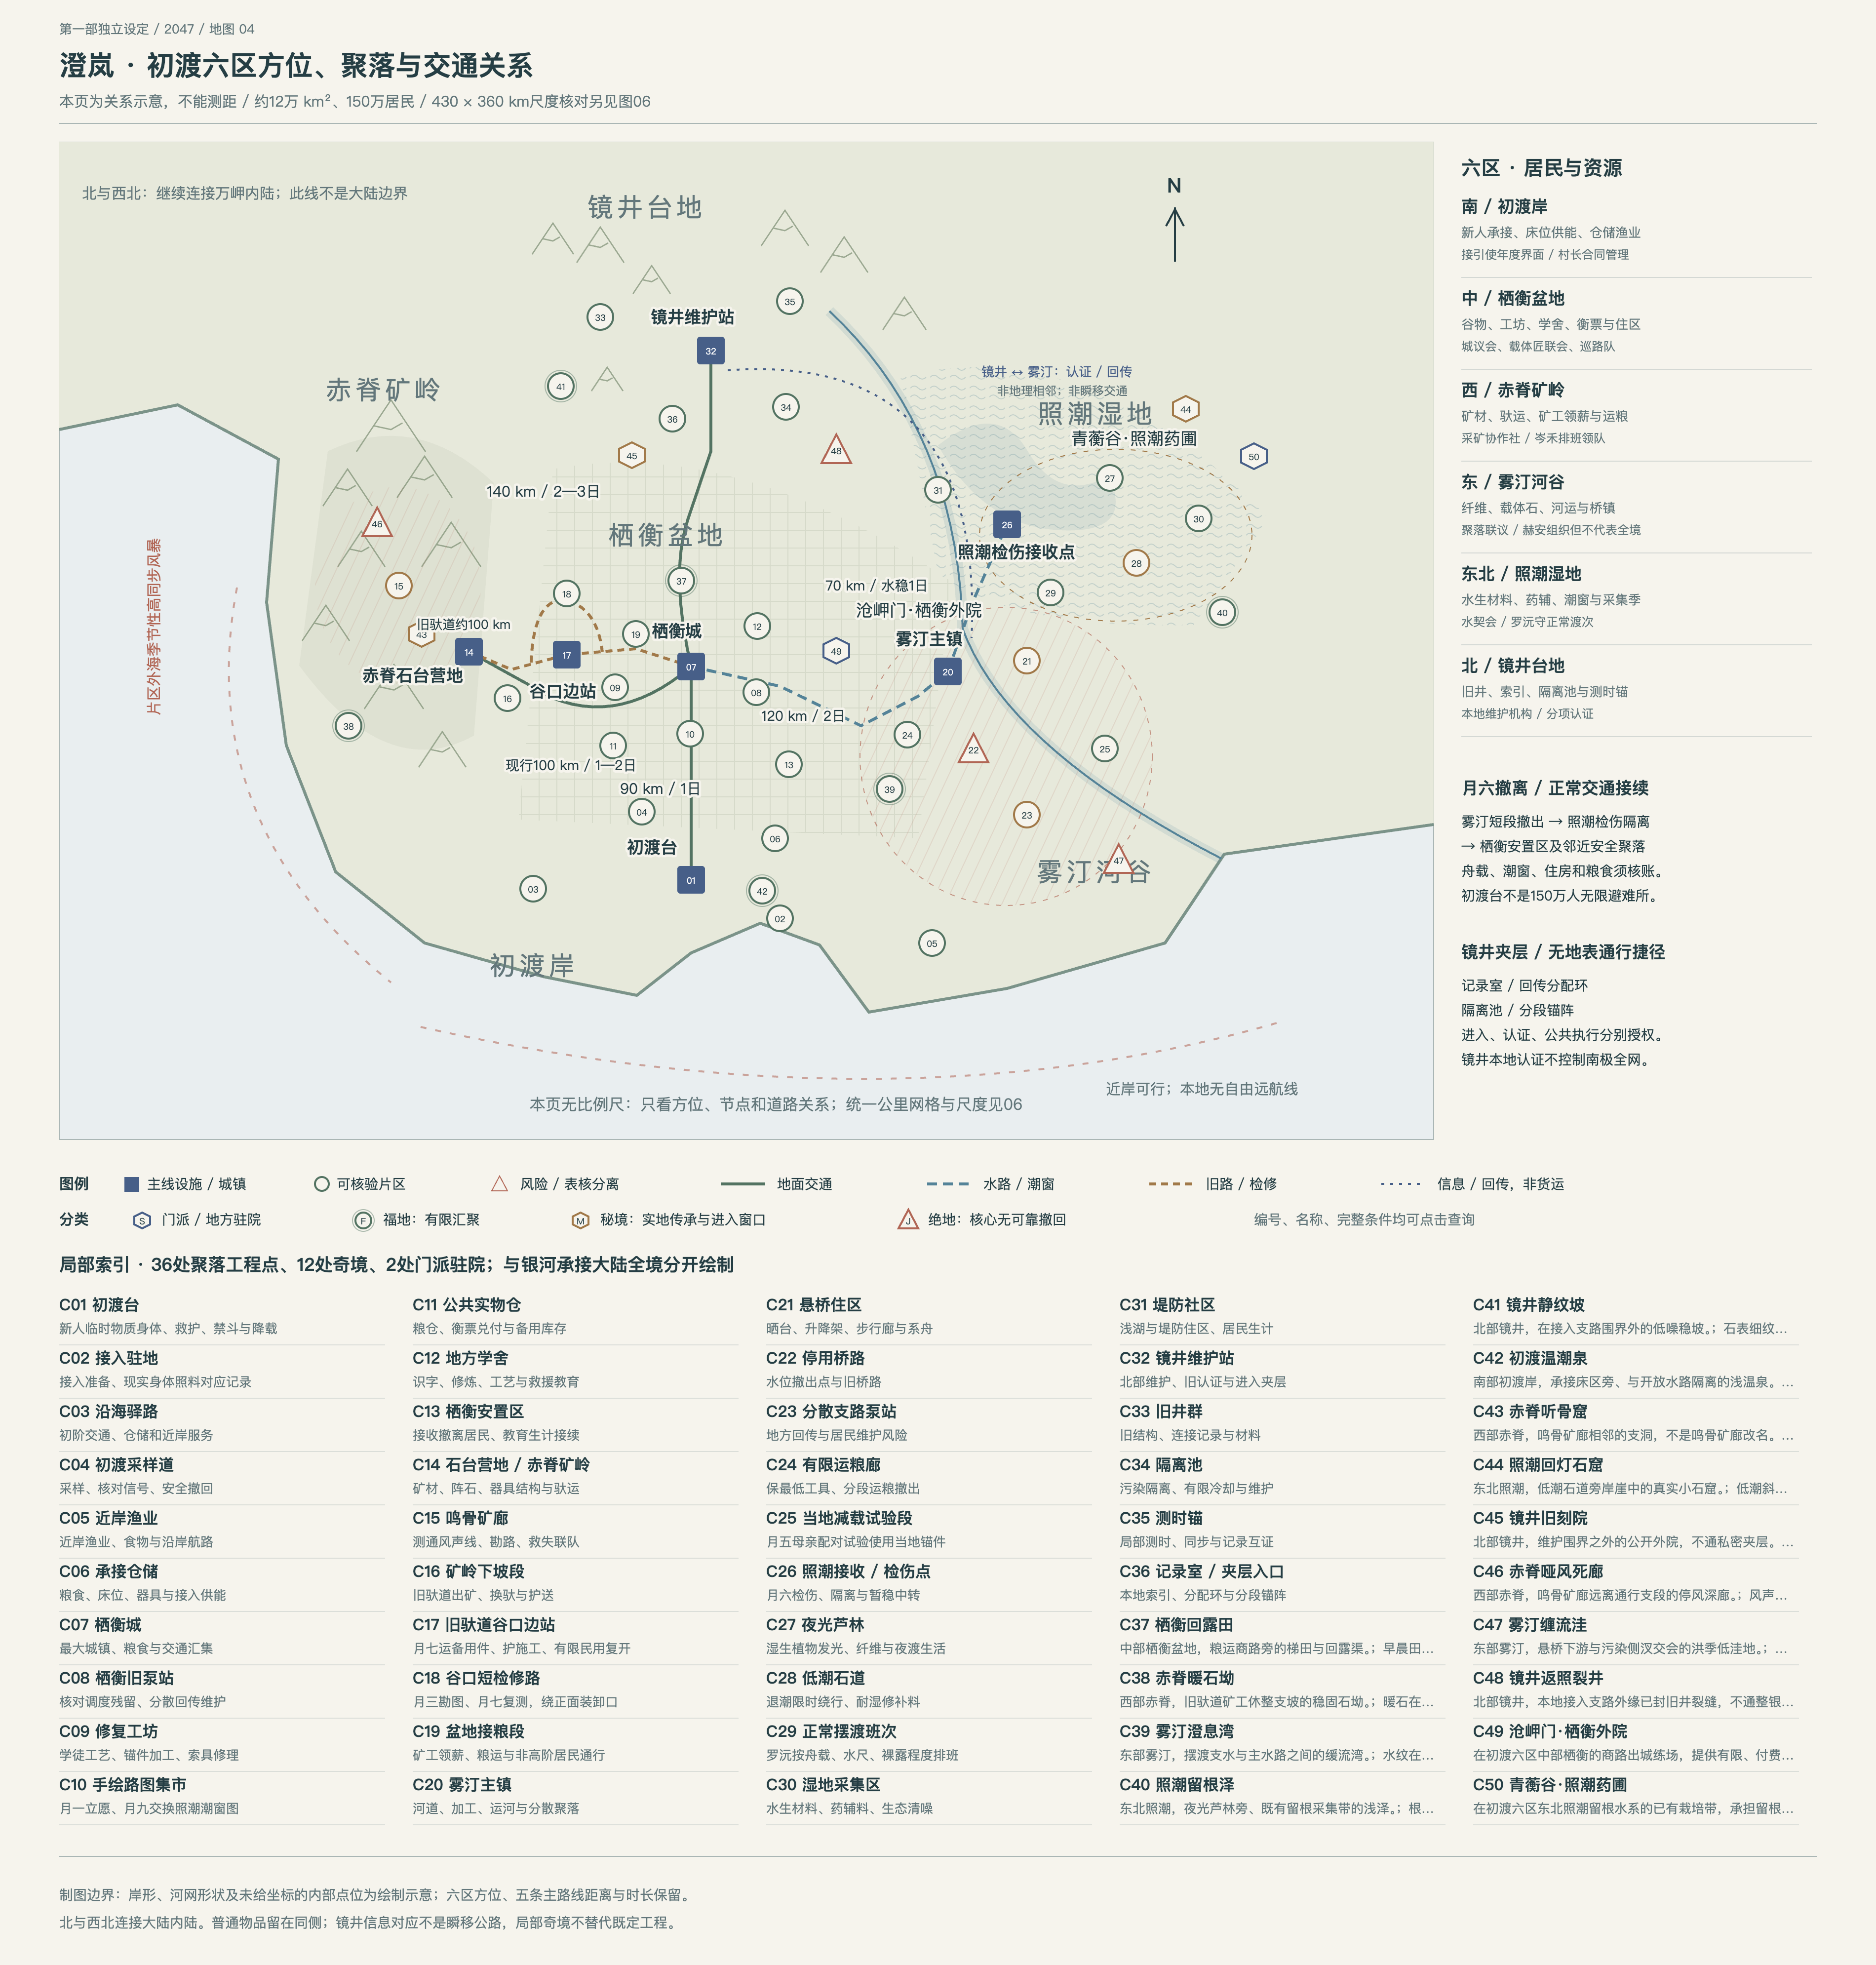 第一部独立设定 / 2047 / 地图 04
澄岚 · 初渡六区方位、聚落与交通关系
本页为关系示意，不能测距 / 约12万 km²、150万居民 / 430 × 360 km尺度核对另见图06
北与西北：继续连接万岬内陆；此线不是大陆边界
镜井台地
N
35
33
镜井维护站
32
镜井 ↔ 雾汀：认证 / 回传
非地理相邻；非瞬移交通
赤脊矿岭
41
34
36
照潮湿地
44
青蘅谷·照潮药圃
45
48
50
27
140 km / 2—3日
31
30
46
26
栖衡盆地
照潮检伤接收点
28
片区外海季节性高同步风暴
15
37
70 km / 水稳1日
18
29
沧岬门·栖衡外院
40
旧驮道约100 km
43
19
栖衡城
12
雾汀主镇
14
17
49
21
07
20
赤脊石台营地
谷口边站
09
16
08
120 km / 2日
38
10
24
11
22
25
现行100 km / 1—2日
13
90 km / 1日
39
04
23
06
初渡台
47
雾汀河谷
01
03
42
02
05
初渡岸
近岸可行；本地无自由远航线
本页无比例尺：只看方位、节点和道路关系；统一公里网格与尺度见06
六区 · 居民与资源
南 / 初渡岸
新人承接、床位供能、仓储渔业
接引使年度界面 / 村长合同管理
中 / 栖衡盆地
谷物、工坊、学舍、衡票与住区
城议会、载体匠联会、巡路队
西 / 赤脊矿岭
矿材、驮运、矿工领薪与运粮
采矿协作社 / 岑禾排班领队
东 / 雾汀河谷
纤维、载体石、河运与桥镇
聚落联议 / 赫安组织但不代表全境
东北 / 照潮湿地
水生材料、药辅、潮窗与采集季
水契会 / 罗沅守正常渡次
北 / 镜井台地
旧井、索引、隔离池与测时锚
本地维护机构 / 分项认证
月六撤离 / 正常交通接续
雾汀短段撤出 → 照潮检伤隔离
→ 栖衡安置区及邻近安全聚落
舟载、潮窗、住房和粮食须核账。
初渡台不是150万人无限避难所。
镜井夹层 / 无地表通行捷径
记录室 / 回传分配环
隔离池 / 分段锚阵
进入、认证、公共执行分别授权。
镜井本地认证不控制南极全网。
图例 主线设施 / 城镇 可核验片区 风险 / 表核分离 地面交通 水路 / 潮窗 旧路 / 检修 信息 / 回传，非货运
分类 S 门派 / 地方驻院 F 福地：有限汇聚 M 秘境：实地传承与进入窗口 J 绝地：核心无可靠撤回 编号、名称、完整条件均可点击查询
局部索引 · 36处聚落工程点、12处奇境、2处门派驻院；与银河承接大陆全境分开绘制
C01 初渡台
新人临时物质身体、救护、禁斗与降载
C02 接入驻地
接入准备、现实身体照料对应记录
C03 沿海驿路
初阶交通、仓储和近岸服务
C04 初渡采样道
采样、核对信号、安全撤回
C05 近岸渔业
近岸渔业、食物与沿岸航路
C06 承接仓储
粮食、床位、器具与接入供能
C07 栖衡城
最大城镇、粮食与交通汇集
C08 栖衡旧泵站
核对调度残留、分散回传维护
C09 修复工坊
学徒工艺、锚件加工、索具修理
C10 手绘路图集市
月一立愿、月九交换照潮潮窗图
C11 公共实物仓
粮仓、衡票兑付与备用库存
C12 地方学舍
识字、修炼、工艺与救援教育
C13 栖衡安置区
接收撤离居民、教育生计接续
C14 石台营地 / 赤脊矿岭
矿材、阵石、器具结构与驮运
C15 鸣骨矿廊
测通风声线、勘路、救失联队
C16 矿岭下坡段
旧驮道出矿、换驮与护送
C17 旧驮道谷口边站
月七运备用件、护施工、有限民用复开
C18 谷口短检修路
月三勘图、月七复测，绕正面装卸口
C19 盆地接粮段
矿工领薪、粮运与非高阶居民通行
C20 雾汀主镇
河道、加工、运河与分散聚落
C21 悬桥住区
晒台、升降架、步行廊与系舟
C22 停用桥路
水位撤出点与旧桥路
C23 分散支路泵站
地方回传与居民维护风险
C24 有限运粮廊
保最低工具、分段运粮撤出
C25 当地减载试验段
月五母亲配对试验使用当地锚件
C26 照潮接收 / 检伤点
月六检伤、隔离与暂稳中转
C27 夜光芦林
湿生植物发光、纤维与夜渡生活
C28 低潮石道
退潮限时绕行、耐湿修补料
C29 正常摆渡班次
罗沅按舟载、水尺、裸露程度排班
C30 湿地采集区
水生材料、药辅料、生态清噪
C31 堤防社区
浅湖与堤防住区、居民生计
C32 镜井维护站
北部维护、旧认证与进入夹层
C33 旧井群
旧结构、连接记录与材料
C34 隔离池
污染隔离、有限冷却与维护
C35 测时锚
局部测时、同步与记录互证
C36 记录室 / 夹层入口
本地索引、分配环与分段锚阵
C37 栖衡回露田
中部栖衡盆地，粮运商路旁的梯田与回露渠。；早晨田…
C38 赤脊暖石坳
西部赤脊，旧驮道矿工休整支坡的稳固石坳。；暖石在…
C39 雾汀澄息湾
东部雾汀，摆渡支水与主水路之间的缓流湾。；水纹在…
C40 照潮留根泽
东北照潮，夜光芦林旁、既有留根采集带的浅泽。；根…
C41 镜井静纹坡
北部镜井，在接入支路围界外的低噪稳坡。；石表细纹…
C42 初渡温潮泉
南部初渡岸，承接床区旁、与开放水路隔离的浅温泉。…
C43 赤脊听骨窟
西部赤脊，鸣骨矿廊相邻的支洞，不是鸣骨矿廊改名。…
C44 照潮回灯石窟
东北照潮，低潮石道旁岸崖中的真实小石窟。；低潮斜…
C45 镜井旧刻院
北部镜井，维护围界之外的公开外院，不通私密夹层。…
C46 赤脊哑风死廊
西部赤脊，鸣骨矿廊远离通行支段的停风深廊。；风声…
C47 雾汀缠流洼
东部雾汀，悬桥下游与污染侧汊交会的洪季低洼地。；…
C48 镜井返照裂井
北部镜井，本地接入支路外缘已封旧井裂缝，不通整银…
C49 沧岬门·栖衡外院
在初渡六区中部栖衡的商路出城练场，提供有限、付费…
C50 青蘅谷·照潮药圃
在初渡六区东北照潮留根水系的已有栽培带，承担留根…
制图边界：岸形、河网形状及未给坐标的内部点位为绘制示意；六区方位、五条主路线距离与时长保留。
北与西北连接大陆内陆。普通物品留在同侧；镜井信息对应不是瞬移公路，局部奇境不替代既定工程。